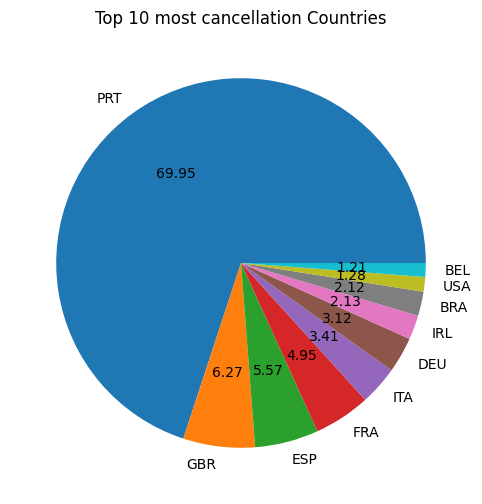 Top 10 most cancellation Countries
PRT
69.95
1.21
BEL
1.28
USA
2.12
BRA
2.13
IRL
3.12
DEU
3.41
ITA
4.95
FRA
5.57
ESP
6.27
GBR